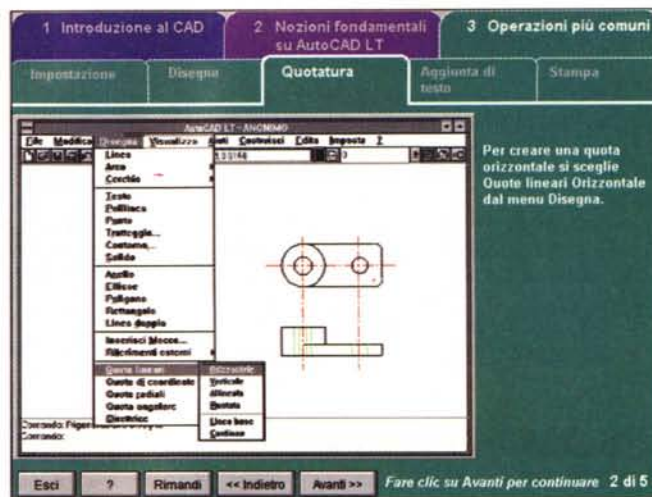 1 Introduzione al CAD
2 Nozioni fondamentali
su AutoCAD LT
3 Operazioni più comuni
Impostazione
Disegno
Quotatura
Aggiunta di
testo
Stampa
AutoCAD LT - ANONIMO
File Modifica Disegna Visualizza Aiuti Costruisci Edita Imposta ?
Linea
Arco
Cerchio
Testo
Polilinea
Punto
Tratteggio...
Contorno...
Solido
Anello
Ellisse
Poligono
Rettangolo
Linea doppia
Inserisci blocco...
Riferimenti esterni
Quote lineari
Quote di coordinate
Quote radiali
Quota angolare
Direttrice
Orizzontale
Verticale
Allineata
Ruotata
Linea base
Continua
Comando:
Comando:
Per creare una quota
orizzontale si sceglie
Quote lineari Orizzontale
dal menu Disegna.
Esci ? Rimandi << Indietro Avanti >> Fare clic su Avanti per continuare 2 di 5